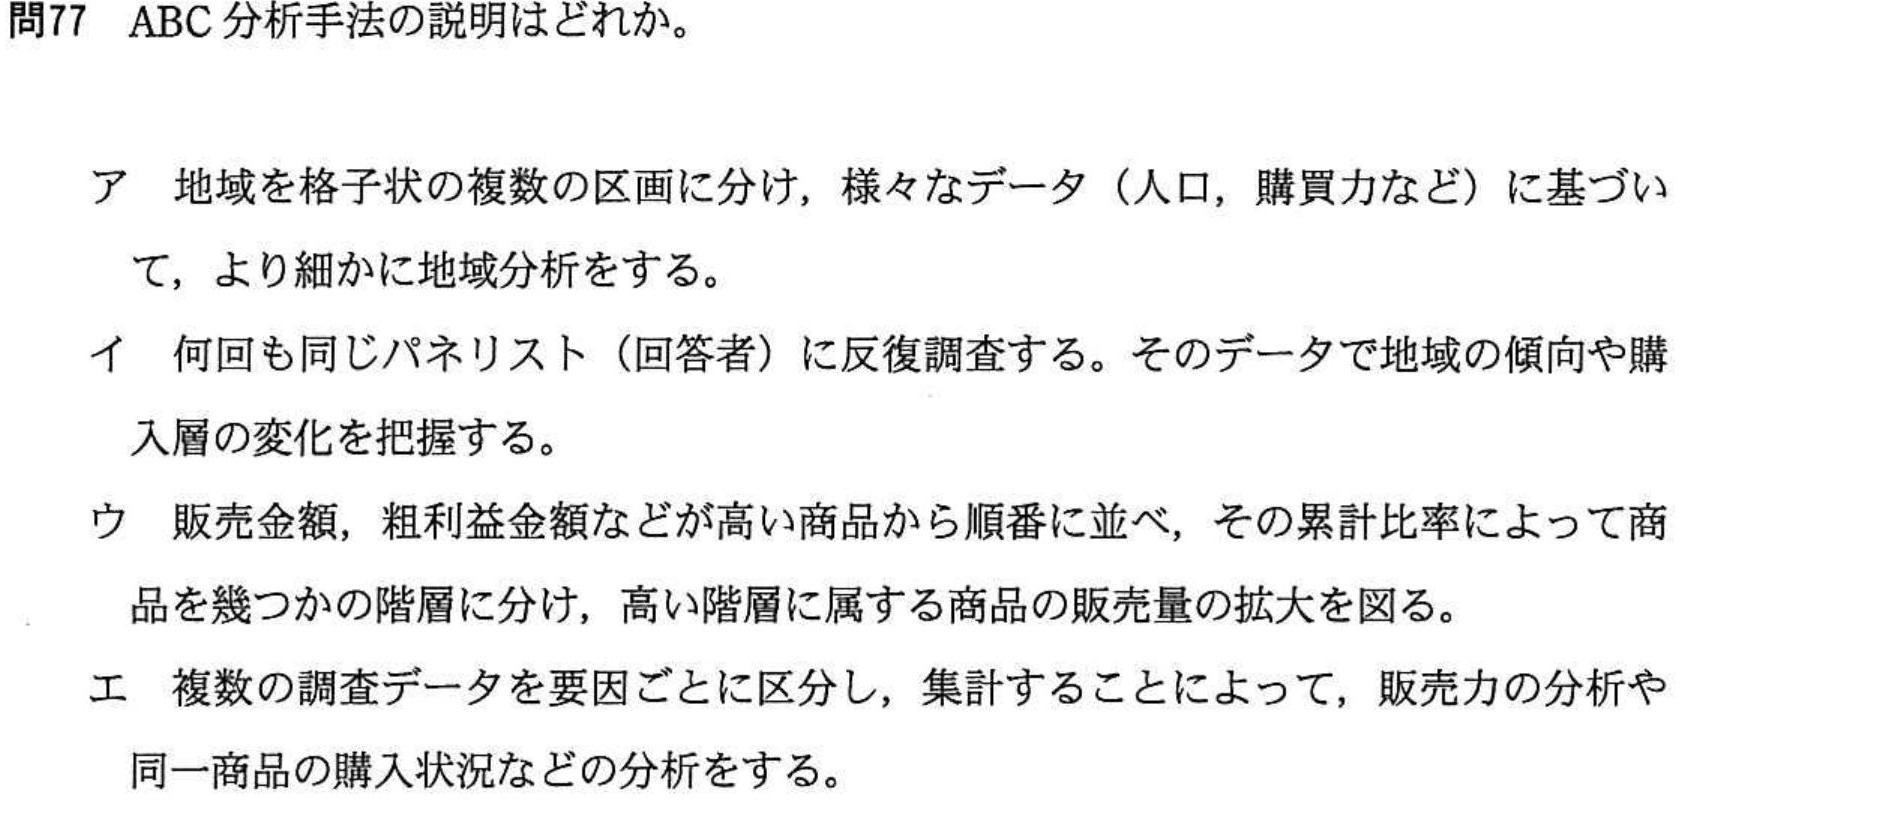 問77　ABC 分析手法の説明はどれか。
ア　地域を格子状の複数の区画に分け，様々なデータ（人口，購買力など）に基づい
て，より細かに地域分析をする。
イ　何回も同じパネリスト（回答者）に反復調査する。そのデータで地域の傾向や購
入層の変化を把握する。
ウ　販売金額，粗利益金額などが高い商品から順番に並べ，その累計比率によって商
品を幾つかの階層に分け，高い階層に属する商品の販売量の拡大を図る。
エ　複数の調査データを要因ごとに区分し，集計することによって，販売力の分析や
同一商品の購入状況などの分析をする。